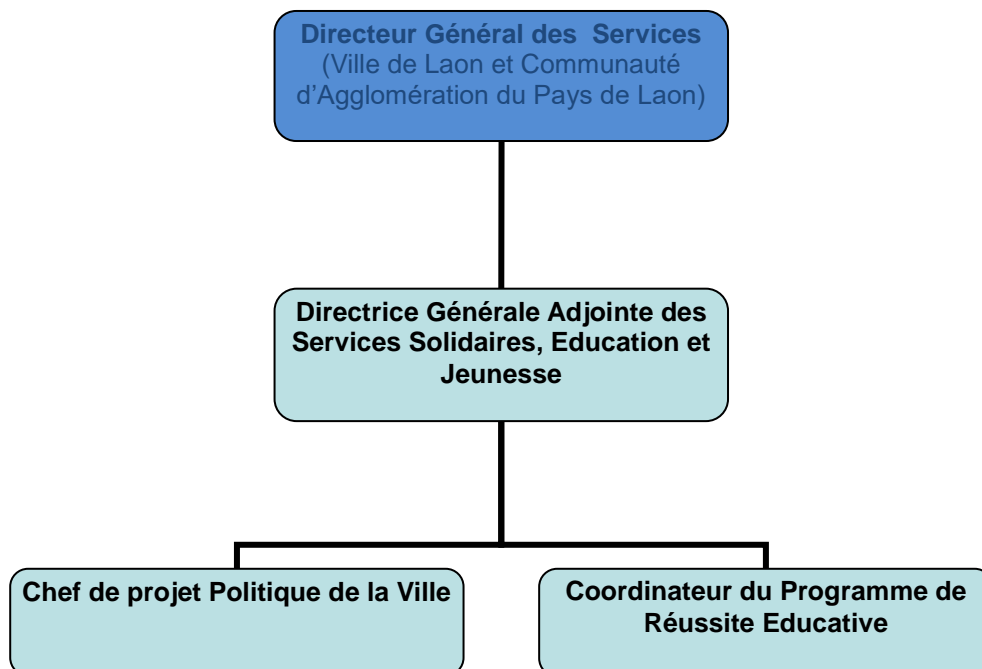 Directeur Général des  Services
(Ville de Laon et Communauté
d’Agglomération du Pays de Laon)
Directrice Générale Adjointe des
Services Solidaires, Education et
Jeunesse
Chef de projet Politique de la Ville
Coordinateur du Programme de
Réussite Educative